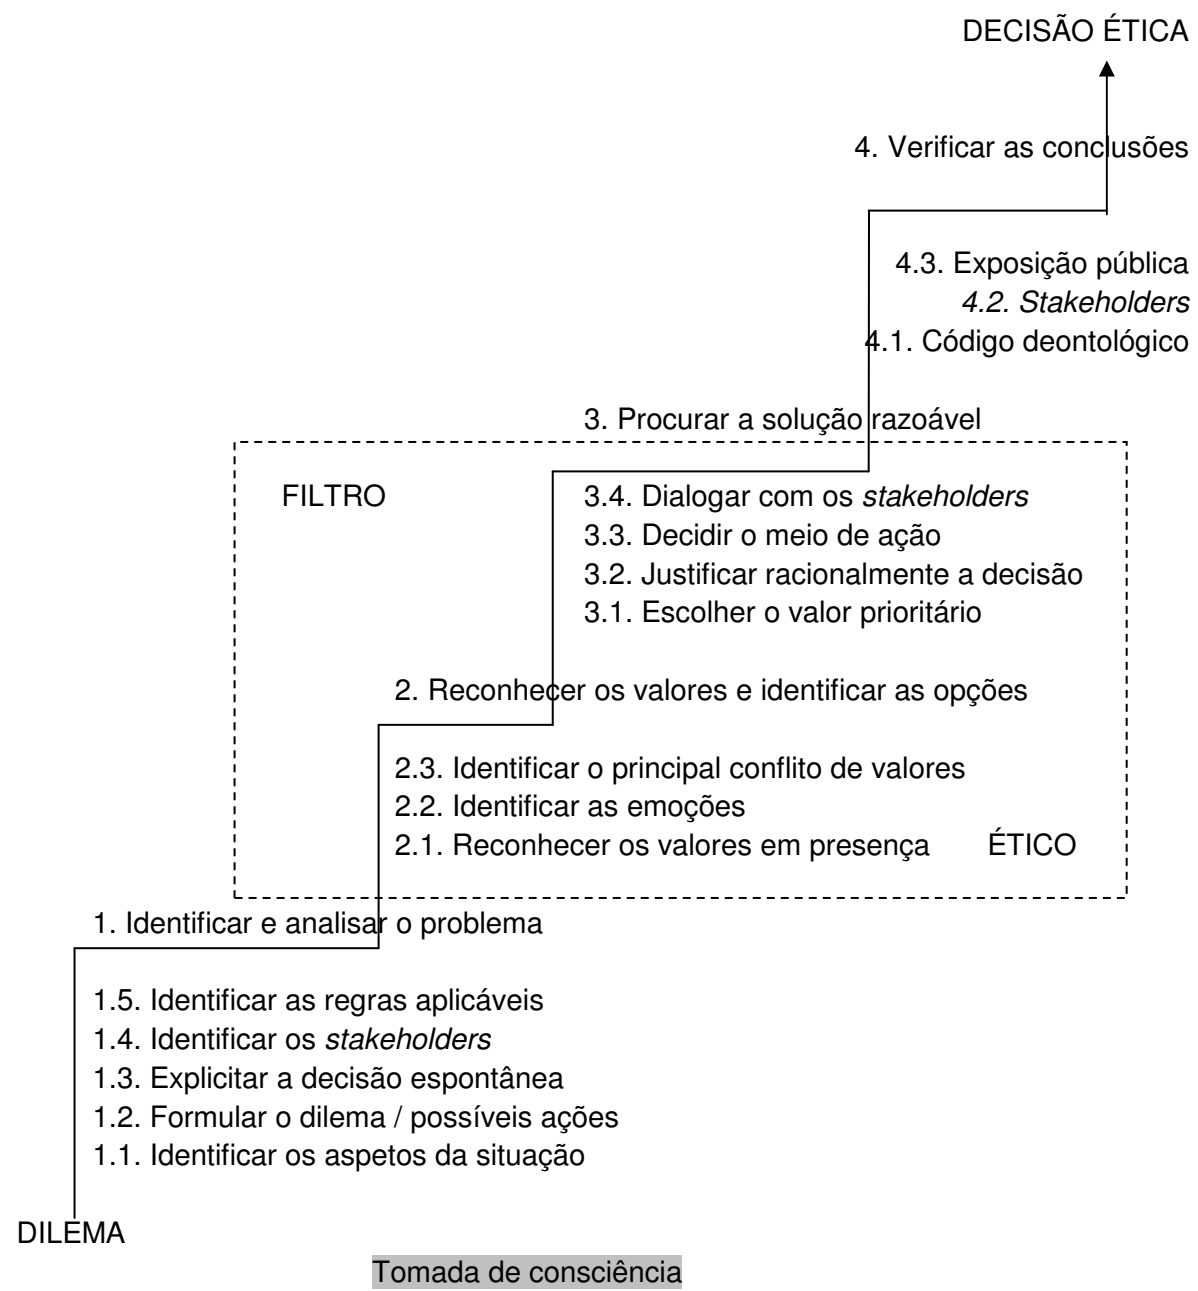 DECISÃO ÉTICA
4. Verificar as conclusões
4.3. Exposição pública
4.2. Stakeholders
4.1. Código deontológico
3. Procurar a solução razoável
FILTRO
3.4. Dialogar com os stakeholders
3.3. Decidir o meio de ação
3.2. Justificar racionalmente a decisão
3.1. Escolher o valor prioritário
2. Reconhecer os valores e identificar as opções
2.3. Identificar o principal conflito de valores
2.2. Identificar as emoções
2.1. Reconhecer os valores em presença ÉTICO
1. Identificar e analisar o problema
1.5. Identificar as regras aplicáveis
1.4. Identificar os stakeholders
1.3. Explicitar a decisão espontânea
1.2. Formular o dilema / possíveis ações
1.1. Identificar os aspetos da situação
DILEMA
Tomada de consciência